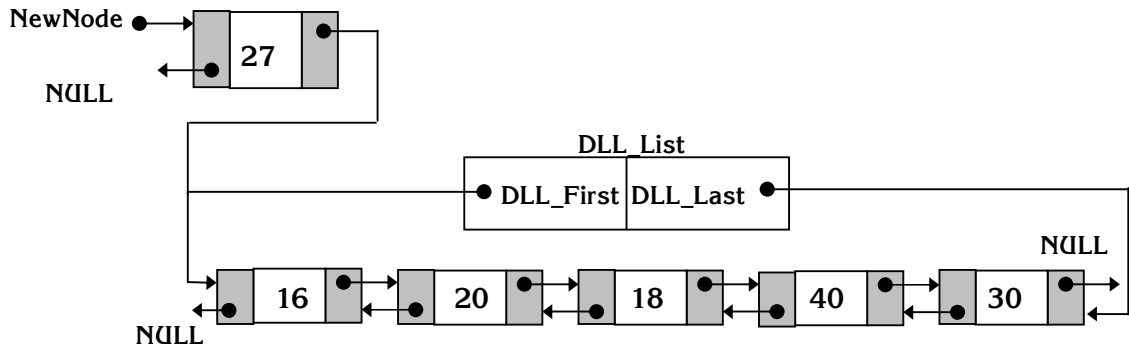 NewNode
27
NULL
DLL_List
DLL_First DLL_Last
NULL
16 20 18 40 30
NULL